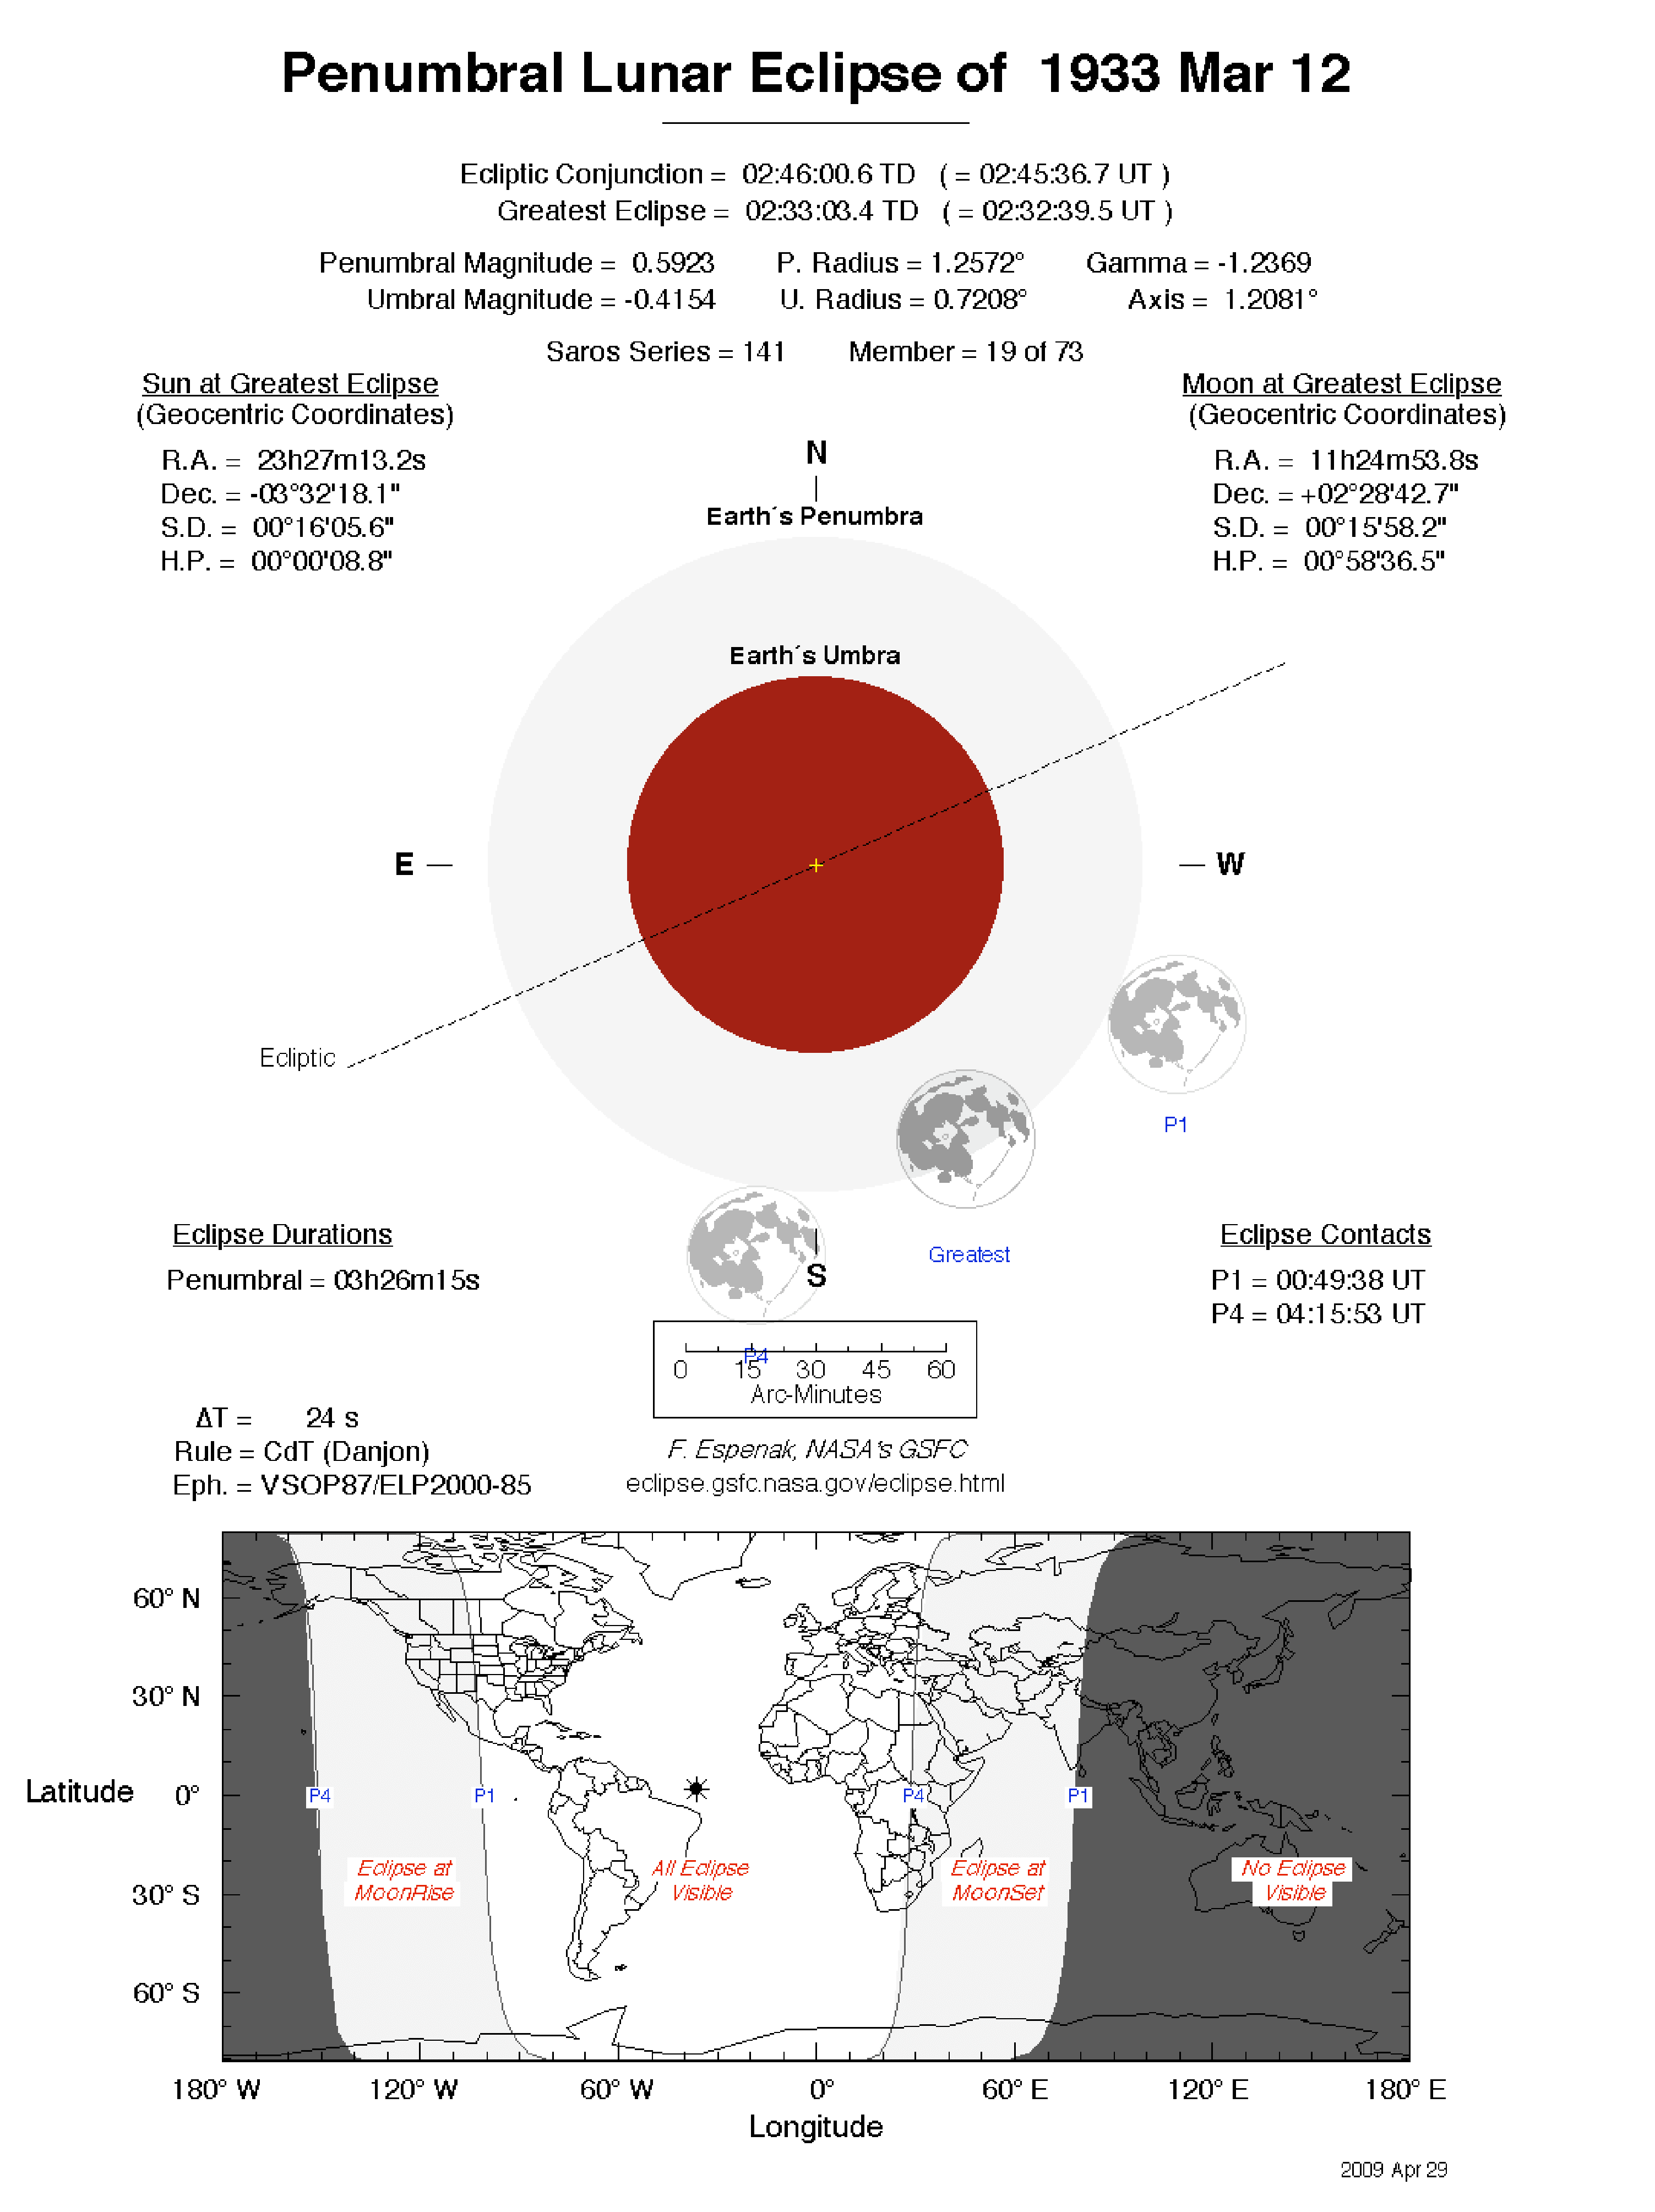 Penumbral Lunar Eclipse of 1933 Mar 12
Ecliptic Conjunction = 02:46:00.6 TD ( = 02:45:36.7 UT )
Greatest Eclipse = 02:33:03.4 TD ( = 02:32:39.5 UT )
Penumbral Magnitude = 0.5923 P. Radius = 1.2572° Gamma = -1.2369
Umbral Magnitude = -0.4154 U. Radius = 0.7208° Axis = 1.2081°
Saros Series = 141 Member = 19 of 73
Sun at Greatest Eclipse
(Geocentric Coordinates)
R.A. = 23h27m13.2s
Dec. = -03°32'18.1"
S.D. = 00°16'05.6"
H.P. = 00°00'08.8"
Moon at Greatest Eclipse
(Geocentric Coordinates)
R.A. = 11h24m53.8s
Dec. = +02°28'42.7"
S.D. = 00°15'58.2"
H.P. = 00°58'36.5"
N
Earth´s Penumbra
Earth´s Umbra
E
W
Ecliptic
P1
Greatest
S
P4
Eclipse Durations
Penumbral = 03h26m15s
Eclipse Contacts
P1 = 00:49:38 UT
P4 = 04:15:53 UT
0 15 30 45 60
Arc-Minutes
ΔT = 24 s
Rule = CdT (Danjon)
Eph. = VSOP87/ELP2000-85
F. Espenak, NASA's GSFC
eclipse.gsfc.nasa.gov/eclipse.html
60° N
30° N
Latitude 0°
30° S
60° S
P4 P1 P4 P1
Eclipse at MoonRise
All Eclipse Visible
Eclipse at MoonSet
No Eclipse Visible
180° W 120° W 60° W 0° 60° E 120° E 180° E
Longitude
2009 Apr 29